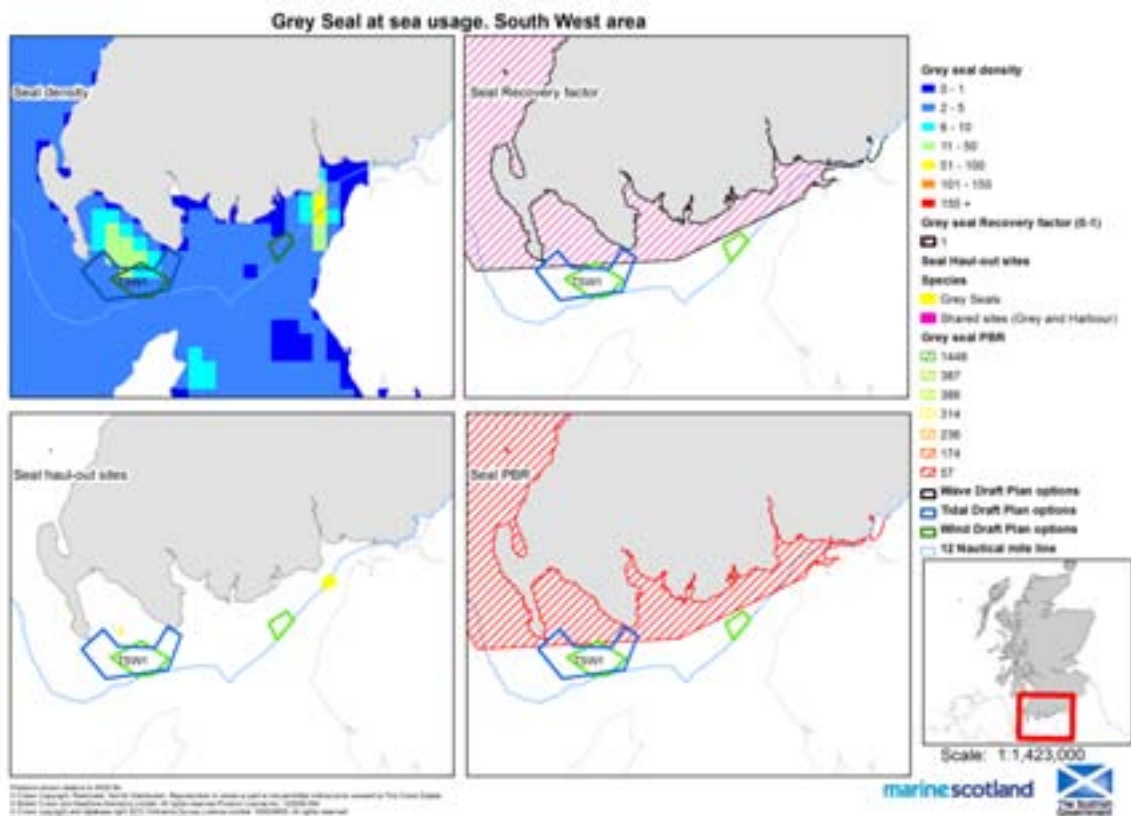 Grey Seal at sea usage. South West area
Seal density
TSW1
Seal Recovery factor
TSW1
Seal haul-out sites
TSW1
Seal PBR
TSW1
Grey seal density
0 - 1
2 - 5
6 - 10
11 - 50
51 - 100
101 - 150
150 +
Grey seal Recovery factor (0-1)
1
Seal Haul-out sites
Species
Grey Seals
Shared sites (Grey and Harbour)
Grey seal PBR
314
236
174
57
Wave Draft Plan options
Tidal Draft Plan options
Wind Draft Plan options
12 Nautical mile line
Scale: 1:1,423,000
marinescotland
The Scottish Government